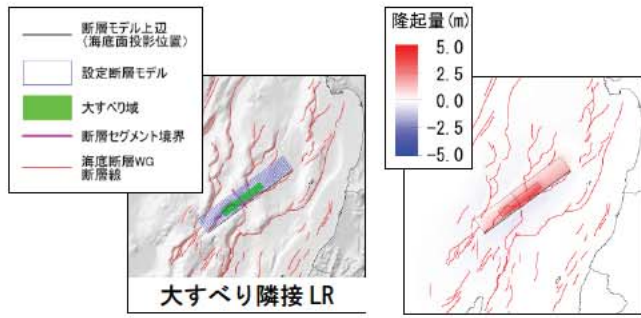 断層モデル上辺
(海底面投影位置)
設定断層モデル
大すべり域
断層セグメント境界
海底断層WG
断層線
大すべり隣接LR
隆起量(m)
5.0
2.5
0.0
-2.5
-5.0